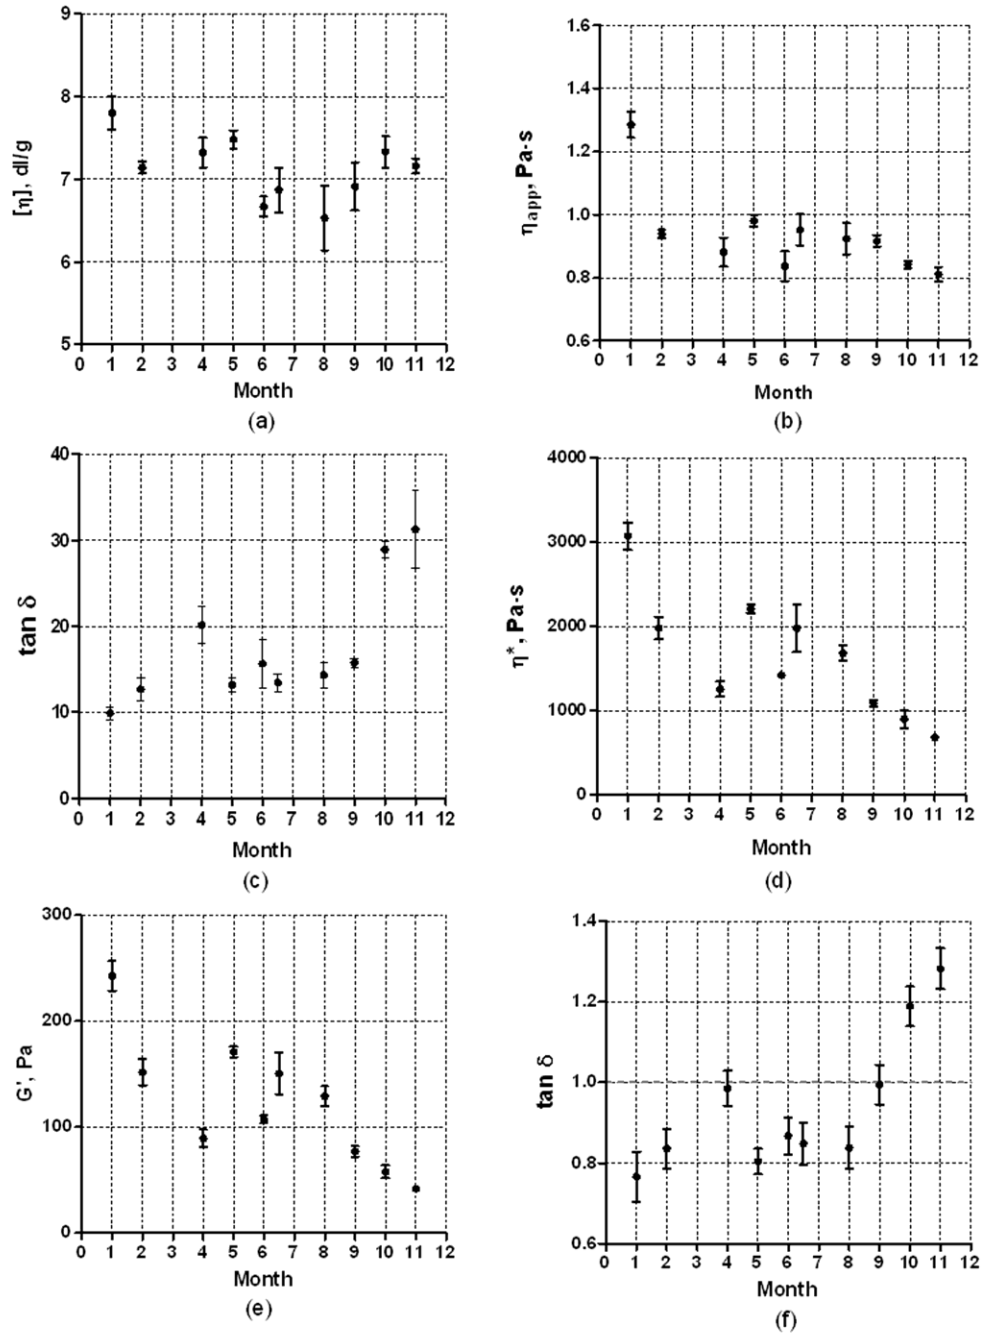 9
8
7
6
5
[η], dl/g
0 1 2 3 4 5 6 7 8 9 10 11 12
Month
(a)
1.6
1.4
1.2
1.0
0.8
0.6
ηapp, Pa·s
0 1 2 3 4 5 6 7 8 9 10 11 12
Month
(b)
40
30
20
10
0
tan δ
0 1 2 3 4 5 6 7 8 9 10 11 12
Month
(c)
4000
3000
2000
1000
0
η*, Pa·s
0 1 2 3 4 5 6 7 8 9 10 11 12
Month
(d)
300
200
100
0
G', Pa
0 1 2 3 4 5 6 7 8 9 10 11 12
Month
(e)
1.4
1.2
1.0
0.8
0.6
tan δ
0 1 2 3 4 5 6 7 8 9 10 11 12
Month
(f)